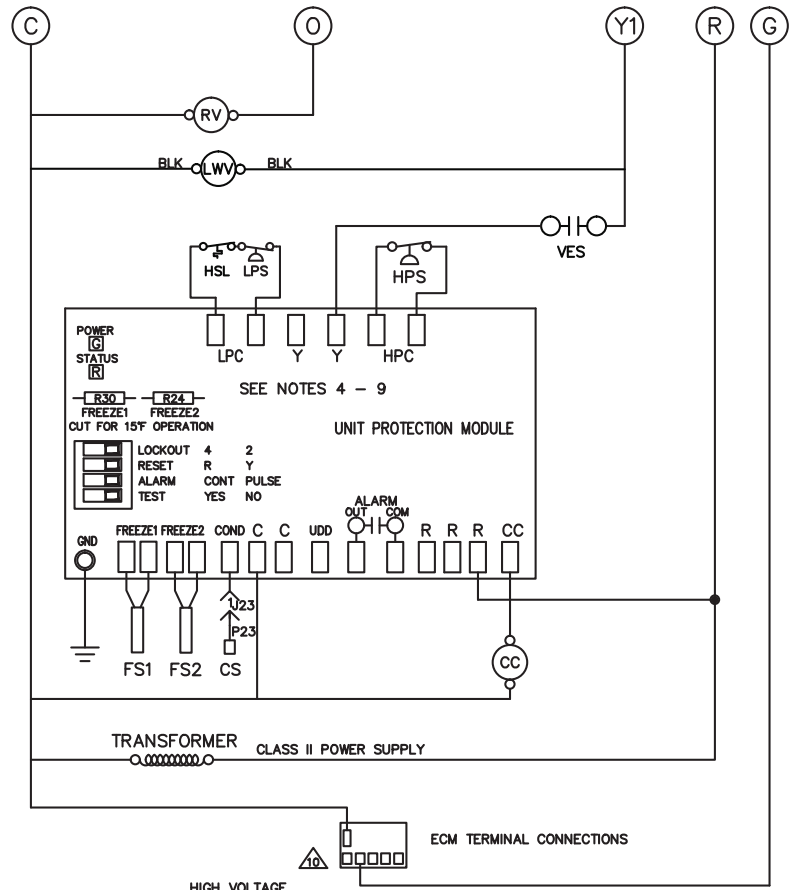 C O Y1 R G
RV
BLK LWV BLK
VES
HSL LPS
HPS
LPC Y Y HPC
POWER
G
STATUS
R
SEE NOTES 4 - 9
R30 R24
FREEZE1 FREEZE2
CUT FOR 15°F OPERATION
UNIT PROTECTION MODULE
LOCKOUT 4 2
RESET R Y
ALARM CONT PULSE
TEST YES NO
ALARM
OUT COM
GND FREEZE1 FREEZE2 COND C C UDD R R R CC
1 J23
P23
FS1 FS2 CS
CC
TRANSFORMER CLASS II POWER SUPPLY
10 ECM TERMINAL CONNECTIONS
HIGH VOLTAGE